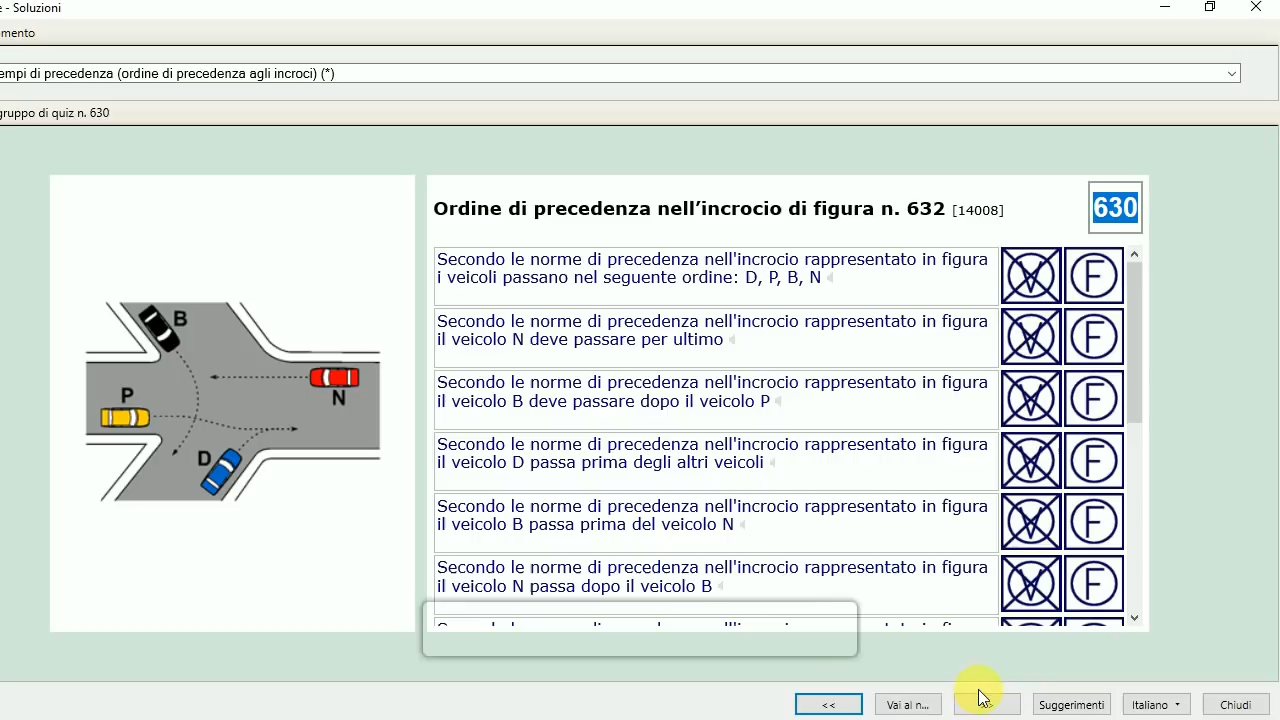 e - Soluzioni
mento
empi di precedenza (ordine di precedenza agli incroci) (*)
gruppo di quiz n. 630
Ordine di precedenza nell’incrocio di figura n. 632 [14008]
630
Secondo le norme di precedenza nell'incrocio rappresentato in figura
i veicoli passano nel seguente ordine: D, P, B, N
V F
Secondo le norme di precedenza nell'incrocio rappresentato in figura
il veicolo N deve passare per ultimo
V F
Secondo le norme di precedenza nell'incrocio rappresentato in figura
il veicolo B deve passare dopo il veicolo P
V F
Secondo le norme di precedenza nell'incrocio rappresentato in figura
il veicolo D passa prima degli altri veicoli
V F
Secondo le norme di precedenza nell'incrocio rappresentato in figura
il veicolo B passa prima del veicolo N
V F
Secondo le norme di precedenza nell'incrocio rappresentato in figura
il veicolo N passa dopo il veicolo B
V F
B
N
P
D
<< Vai al n... Suggerimenti Italiano Chiudi